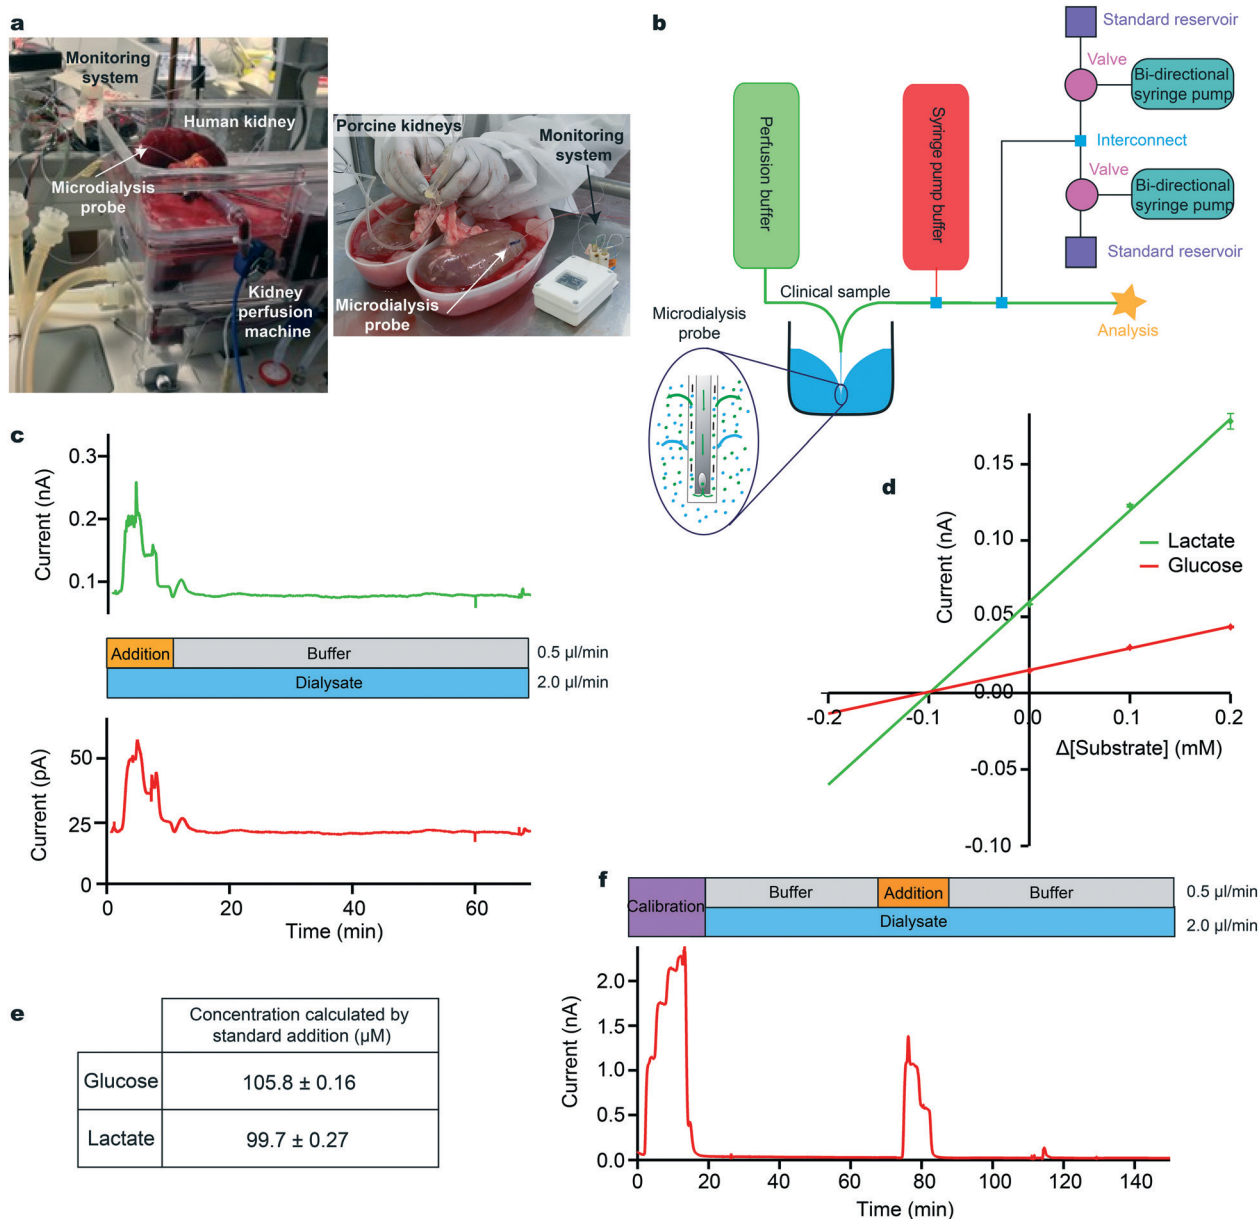 a
Monitoring
system
Human kidney
Microdialysis
probe
Kidney
perfusion
machine
Porcine kidneys
Monitoring
system
Microdialysis
probe
b
Standard reservoir
Valve
Bi-directional
syringe pump
Interconnect
Valve
Bi-directional
syringe pump
Standard reservoir
Perfusion buffer
Syringe pump buffer
Clinical sample
Microdialysis
probe
Analysis
c
Current (nA)
0.3
0.2
0.1
Addition
Buffer
0.5 µl/min
Dialysate
2.0 µl/min
Current (pA)
50
25
0
0
20
40
60
Time (min)
d
Current (nA)
0.15
0.10
0.05
0.00
-0.05
-0.10
-0.2
-0.1
0.0
0.1
0.2
Δ[Substrate] (mM)
Lactate
Glucose
e
Concentration calculated by
standard addition (µM)
Glucose
105.8 ± 0.16
Lactate
99.7 ± 0.27
f
Calibration
Buffer
Addition
Buffer
0.5 µl/min
Dialysate
2.0 µl/min
Current (nA)
2.0
1.5
1.0
0.5
0.0
0
20
40
60
80
100
120
140
Time (min)